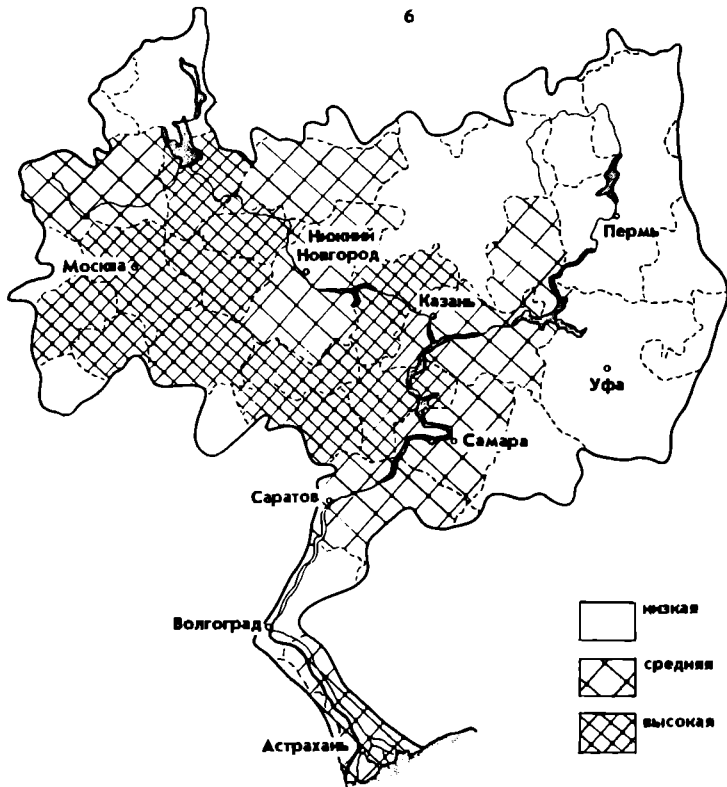 6
Нижний
Новгород
Москва
Казань
Пермь
Уфа
Самара
Саратов
Волгоград
Астрахань
низкая
средняя
высокая